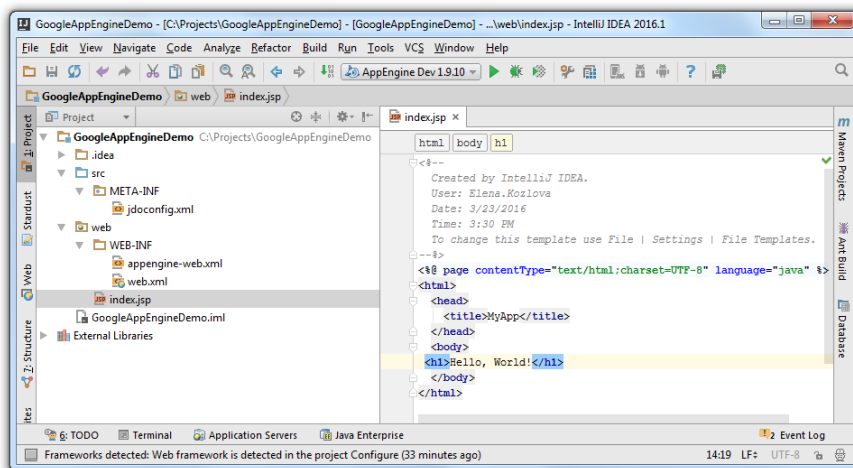 GoogleAppEngineDemo - [C:\Projects\GoogleAppEngineDemo] - [GoogleAppEngineDemo] - ...\web\index.jsp - IntelliJ IDEA 2016.1
File Edit View Navigate Code Analyze Refactor Build Run Tools VCS Window Help
AppEngine Dev 1.9.10
GoogleAppEngineDemo web index.jsp
1: Project
Stardust
Web
7: Structure
Project
GoogleAppEngineDemo C:\Projects\GoogleAppEngineDemo
.idea
src
META-INF
jdoconfig.xml
web
WEB-INF
appengine-web.xml
web.xml
index.jsp
GoogleAppEngineDemo.iml
External Libraries
index.jsp
html body h1
<%--
Created by IntelliJ IDEA.
User: Elena.Kozlova
Date: 3/23/2016
Time: 3:30 PM
To change this template use File | Settings | File Templates.
--%>
<%@ page contentType="text/html;charset=UTF-8" language="java" %>
<html>
<head>
<title>MyApp</title>
</head>
<body>
<h1>Hello, World!</h1>
</body>
</html>
Maven Projects
Ant Build
Database
6: TODO Terminal Application Servers Java Enterprise 2 Event Log
Frameworks detected: Web framework is detected in the project Configure (33 minutes ago) 14:19 LF÷ UTF-8